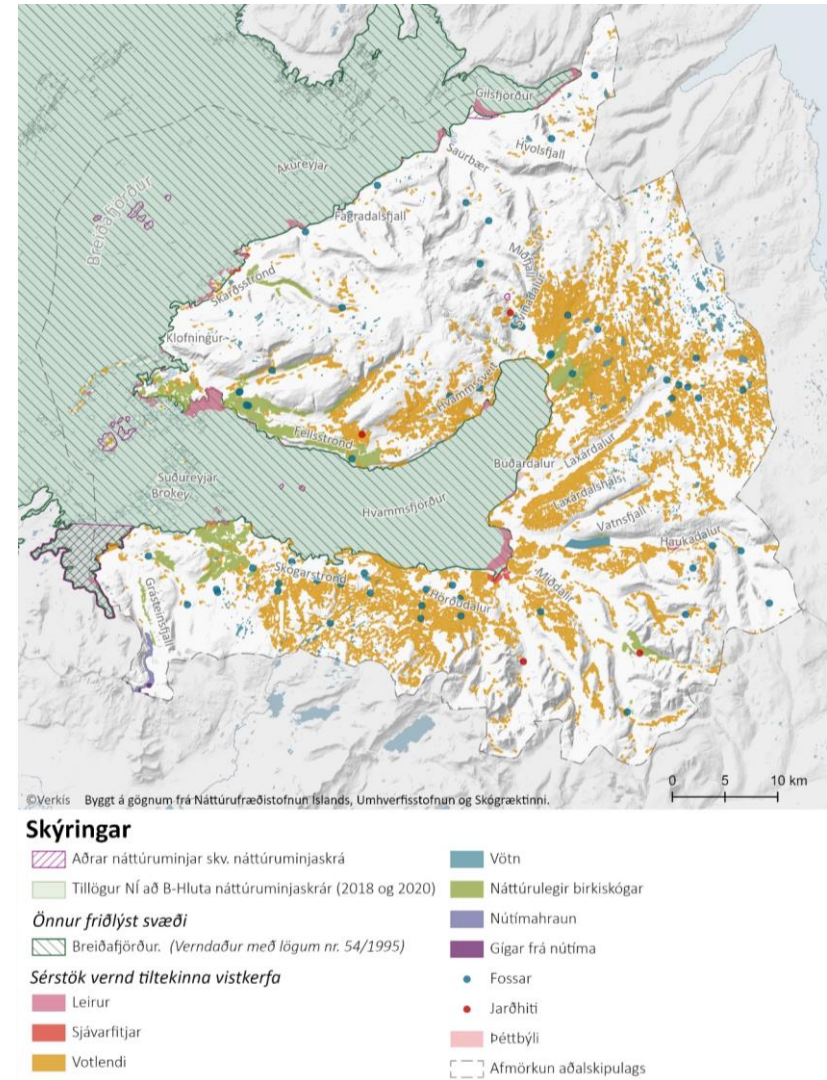 Gilsfjörður
Hvolsfjall
Saurbær
Akureyjar
Breiðafjörður
Fagradalsfjall
Miðfjall
Svínadalur
Skarðsströnd
Klofningur
Hvammssveit
Fellsströnd
Búðardalur
Laxárdalur
Suðureyjar
Brokey
Laxárdalsháls
Hvammsfjörður
Vatnsfjall
Haukadalur
Skógarströnd
Miðdalir
Hörðudalur
Grásteinsfjall
0 5 10 km
©Verkís Byggt á gögnum frá Náttúrufræðistofnun Íslands, Umhverfisstofnun og Skógræktinni.
Skýringar
Aðrar náttúruminjar skv. náttúruminjaskrá
Tillögur NÍ að B-Hluta náttúruminjaskrár (2018 og 2020)
Önnur friðlýst svæði
Breiðafjörður. (Verndaður með lögum nr. 54/1995)
Sérstök vernd tiltekinna vistkerfa
Leirur
Sjávarfitjar
Votlendi
Vötn
Náttúrulegir birkiskógar
Nútímahraun
Gígar frá nútíma
Fossar
Jarðhiti
Þéttbýli
Afmörkun aðalskipulags